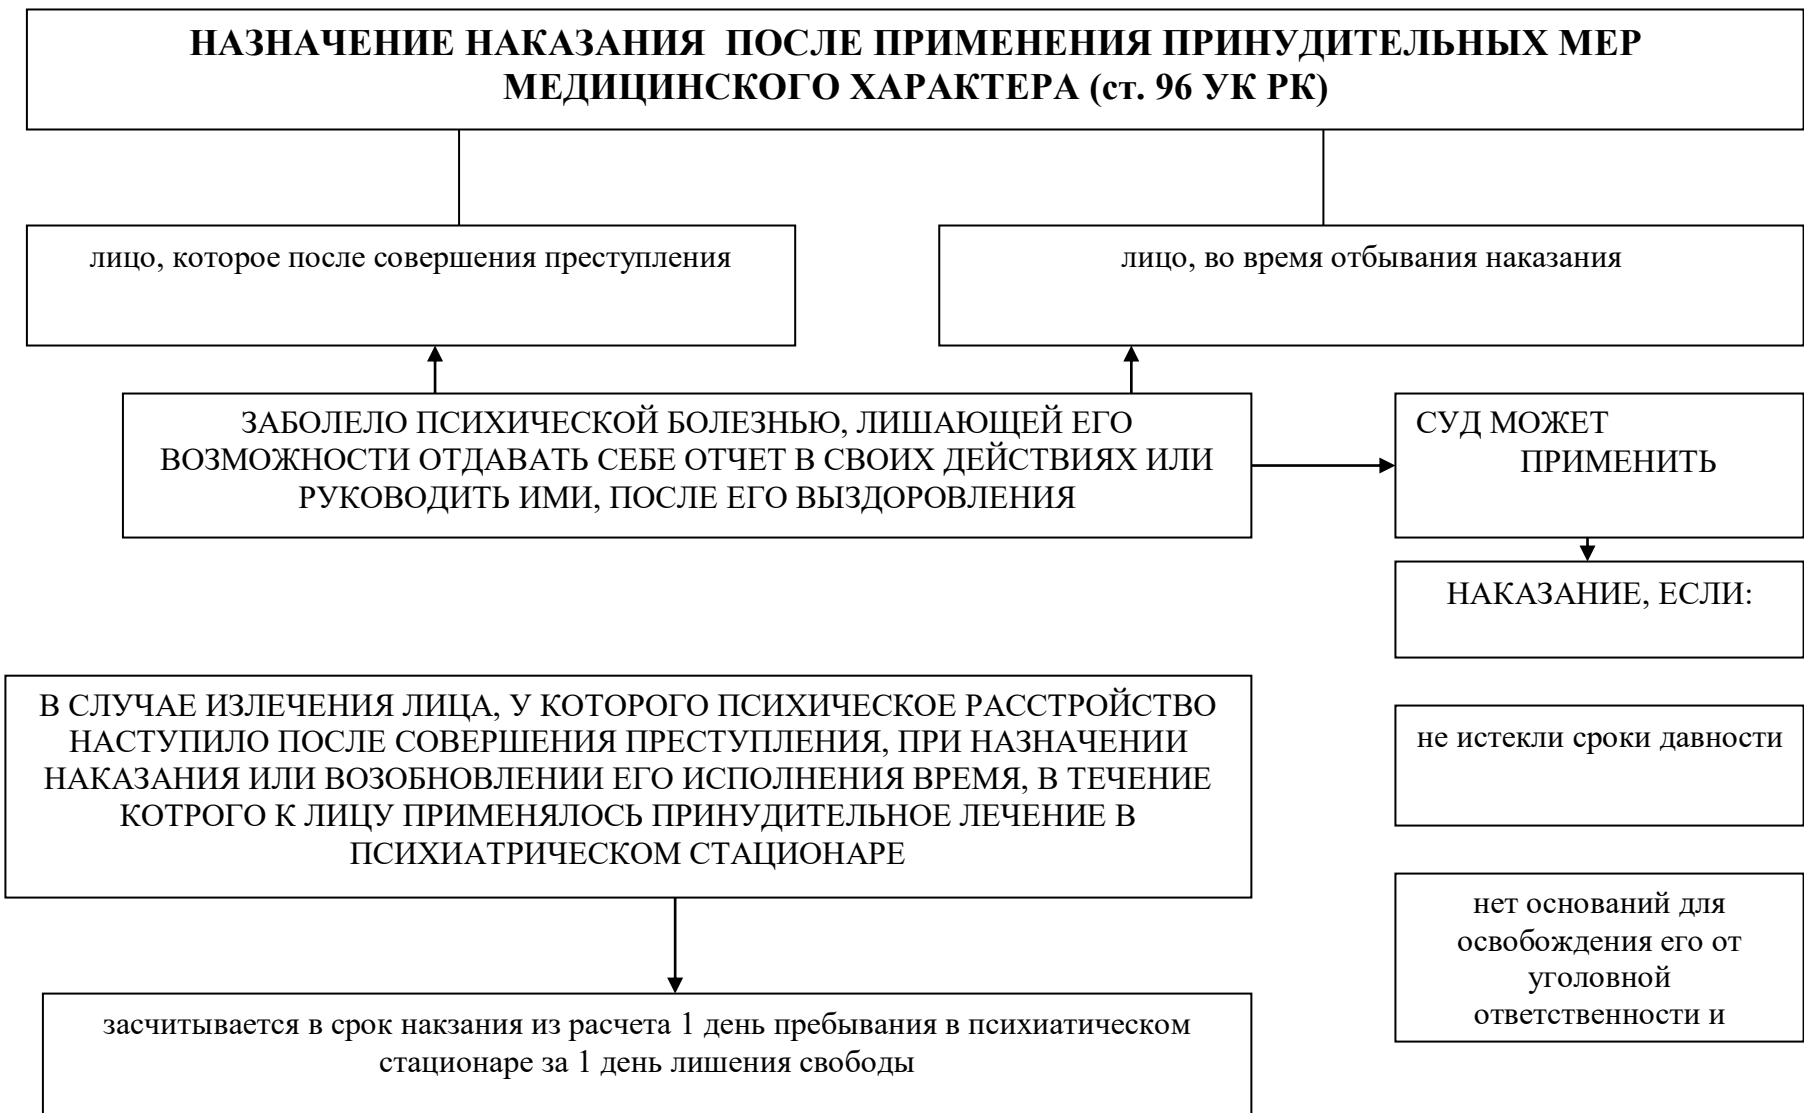 НАЗНАЧЕНИЕ НАКАЗАНИЯ ПОСЛЕ ПРИМЕНЕНИЯ ПРИНУДИТЕЛЬНЫХ МЕР
МЕДИЦИНСКОГО ХАРАКТЕРА (ст. 96 УК РК)
лицо, которое после совершения преступления
лицо, во время отбывания наказания
ЗАБОЛЕЛО ПСИХИЧЕСКОЙ БОЛЕЗНЬЮ, ЛИШАЮЩЕЙ ЕГО
ВОЗМОЖНОСТИ ОТДАВАТЬ СЕБЕ ОТЧЕТ В СВОИХ ДЕЙСТВИЯХ ИЛИ
РУКОВОДИТЬ ИМИ, ПОСЛЕ ЕГО ВЫЗДОРОВЛЕНИЯ
СУД МОЖЕТ
ПРИМЕНИТЬ
НАКАЗАНИЕ, ЕСЛИ:
В СЛУЧАЕ ИЗЛЕЧЕНИЯ ЛИЦА, У КОТОРОГО ПСИХИЧЕСКОЕ РАССТРОЙСТВО
НАСТУПИЛО ПОСЛЕ СОВЕРШЕНИЯ ПРЕСТУПЛЕНИЯ, ПРИ НАЗНАЧЕНИИ
НАКАЗАНИЯ ИЛИ ВОЗОБНОВЛЕНИИ ЕГО ИСПОЛНЕНИЯ ВРЕМЯ, В ТЕЧЕНИЕ
КОТРОГО К ЛИЦУ ПРИМЕНЯЛОСЬ ПРИНУДИТЕЛЬНОЕ ЛЕЧЕНИЕ В
ПСИХИАТРИЧЕСКОМ СТАЦИОНАРЕ
не истекли сроки давности
нет оснований для
освобождения его от
уголовной
ответственности и
засчитывается в срок накзания из расчета 1 день пребывания в психиатическом
стационаре за 1 день лишения свободы